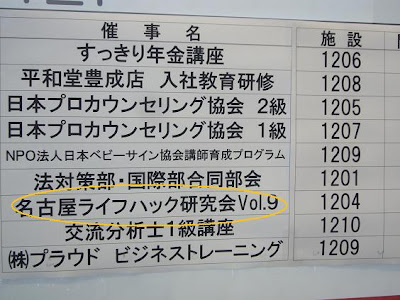 催事名 施設
すっきり年金講座 1206
平和堂豊成店 入社教育研修 1208
日本プロカウンセリング協会 2級 1205
日本プロカウンセリング協会 1級 1207
NPO法人日本ベビーサイン協会講師育成プログラム 1209
法対策部・国際部合同部会 1201
名古屋ライフハック研究会Vol.9 1204
交流分析士1級講座 1210
㈱プラウド ビジネストレーニング 1209